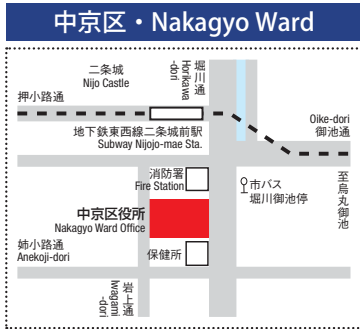 中京区・Nakagyo Ward
二条城
Nijo Castle
堀川通
Horikawa
-dori
押小路通
Oike-dori
御池通
地下鉄東西線二条城前駅
Subway Nijojo-mae Sta.
消防署
Fire Station
市バス
堀川御池停
至烏丸御池
中京区役所
Nakagyo Ward Office
姉小路通
Anekoji-dori
保健所
岩上通
Iwagami
-dori